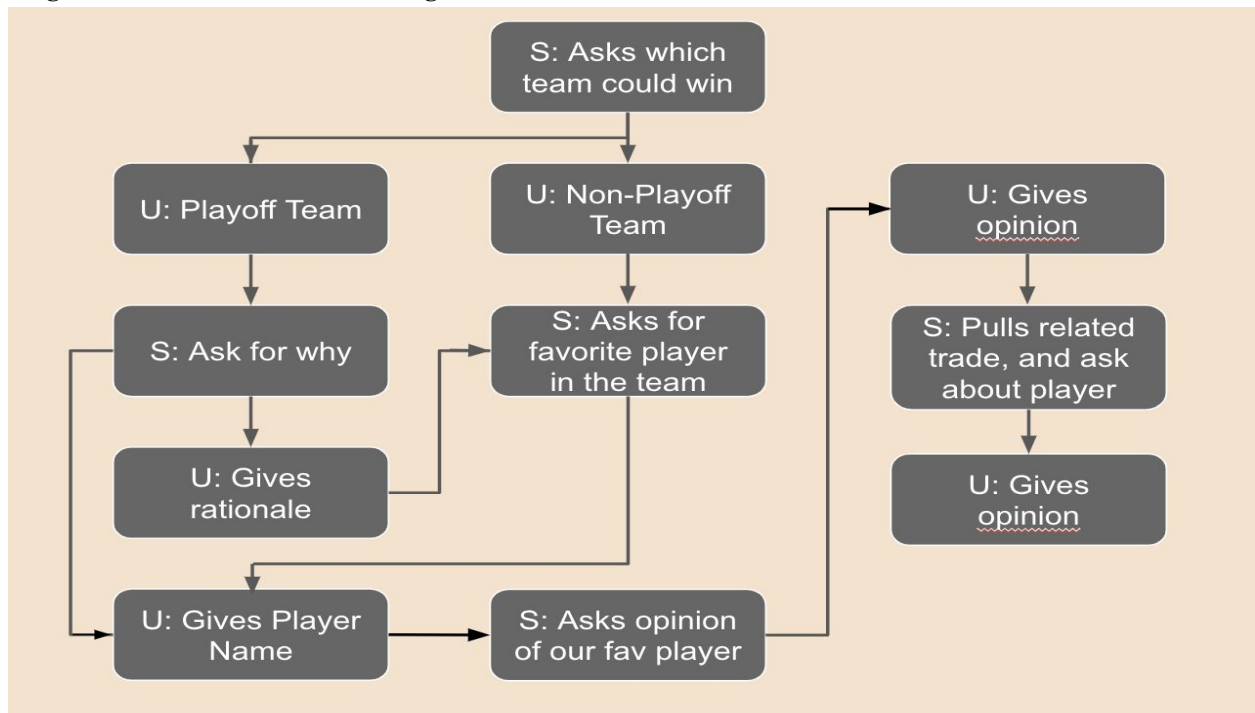 S: Asks which
team could win
U: Playoff Team
U: Non-Playoff
Team
U: Gives
opinion
S: Ask for why
S: Asks for
favorite player
in the team
S: Pulls related
trade, and ask
about player
U: Gives
rationale
U: Gives
opinion
U: Gives Player
Name
S: Asks opinion
of our fav player